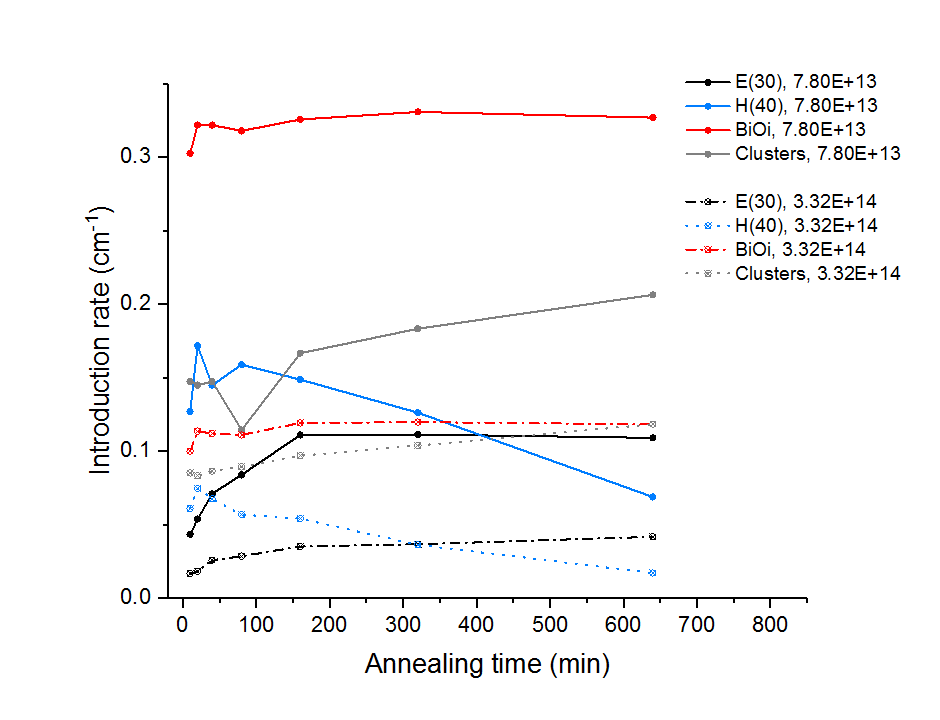 E(30), 7.80E+13
H(40), 7.80E+13
BiOi, 7.80E+13
Clusters, 7.80E+13
E(30), 3.32E+14
H(40), 3.32E+14
BiOi, 3.32E+14
Clusters, 3.32E+14
Introduction rate (cm⁻¹)
0.3
0.2
0.1
0.0
0 100 200 300 400 500 600 700 800
Annealing time (min)